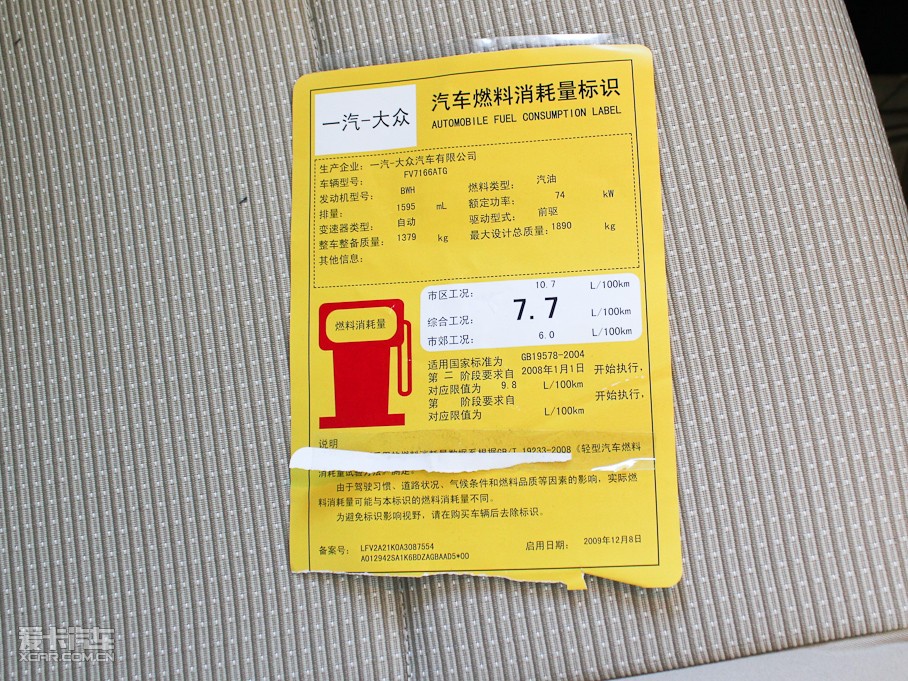 一汽-大众
汽车燃料消耗量标识
AUTOMOBILE FUEL CONSUMPTION LABEL
生产企业: 一汽-大众汽车有限公司
车辆型号: FV7166ATG
发动机型号: BWH 燃料类型: 汽油
排量: 1595 mL 额定功率: 74 kW
变速器类型: 自动 驱动型式: 前驱
整车整备质量: 1379 kg 最大设计总质量: 1890 kg
其他信息:
燃料消耗量
市区工况: 10.7 L/100km
综合工况: 7.7 L/100km
市郊工况: 6.0 L/100km
适用国家标准为 GB19578-2004
第二阶段要求自 2008年1月1日 开始执行,
对应限值为 9.8 L/100km
第 阶段要求自 开始执行,
对应限值为 L/100km
说明
GB/T 19233-2008《轻型汽车燃料
消耗量试验方法》
由于驾驶习惯、道路状况、气候条件和燃料品质等因素的影响, 实际燃
料消耗量可能与本标识的燃料消耗量不同。
为避免标识影响视野, 请在购买车辆后去除标识。
备案号: LFV2A21K0A3087554 启用日期: 2009年12月8日
A012942SA1K6BDZAGBAAD5*00
爱卡汽车
XCAR.COM.CN